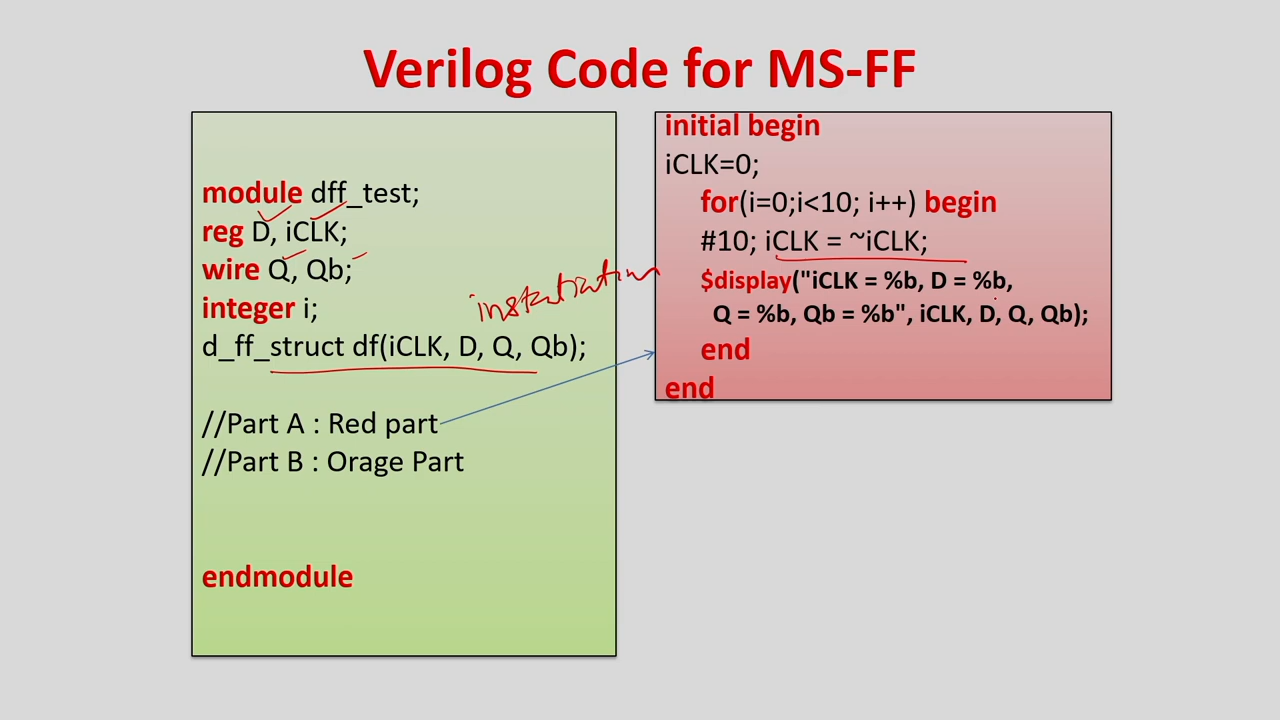 Verilog Code for MS-FF
module dff_test;
reg D, iCLK;
wire Q, Qb;
integer i;
instantiation
d_ff_struct df(iCLK, D, Q, Qb);
//Part A : Red part
//Part B : Orage Part
endmodule
initial begin
iCLK=0;
for(i=0;i<10; i++) begin
#10; iCLK = ~iCLK;
$display("iCLK = %b, D = %b,
Q = %b, Qb = %b", iCLK, D, Q, Qb);
end
end